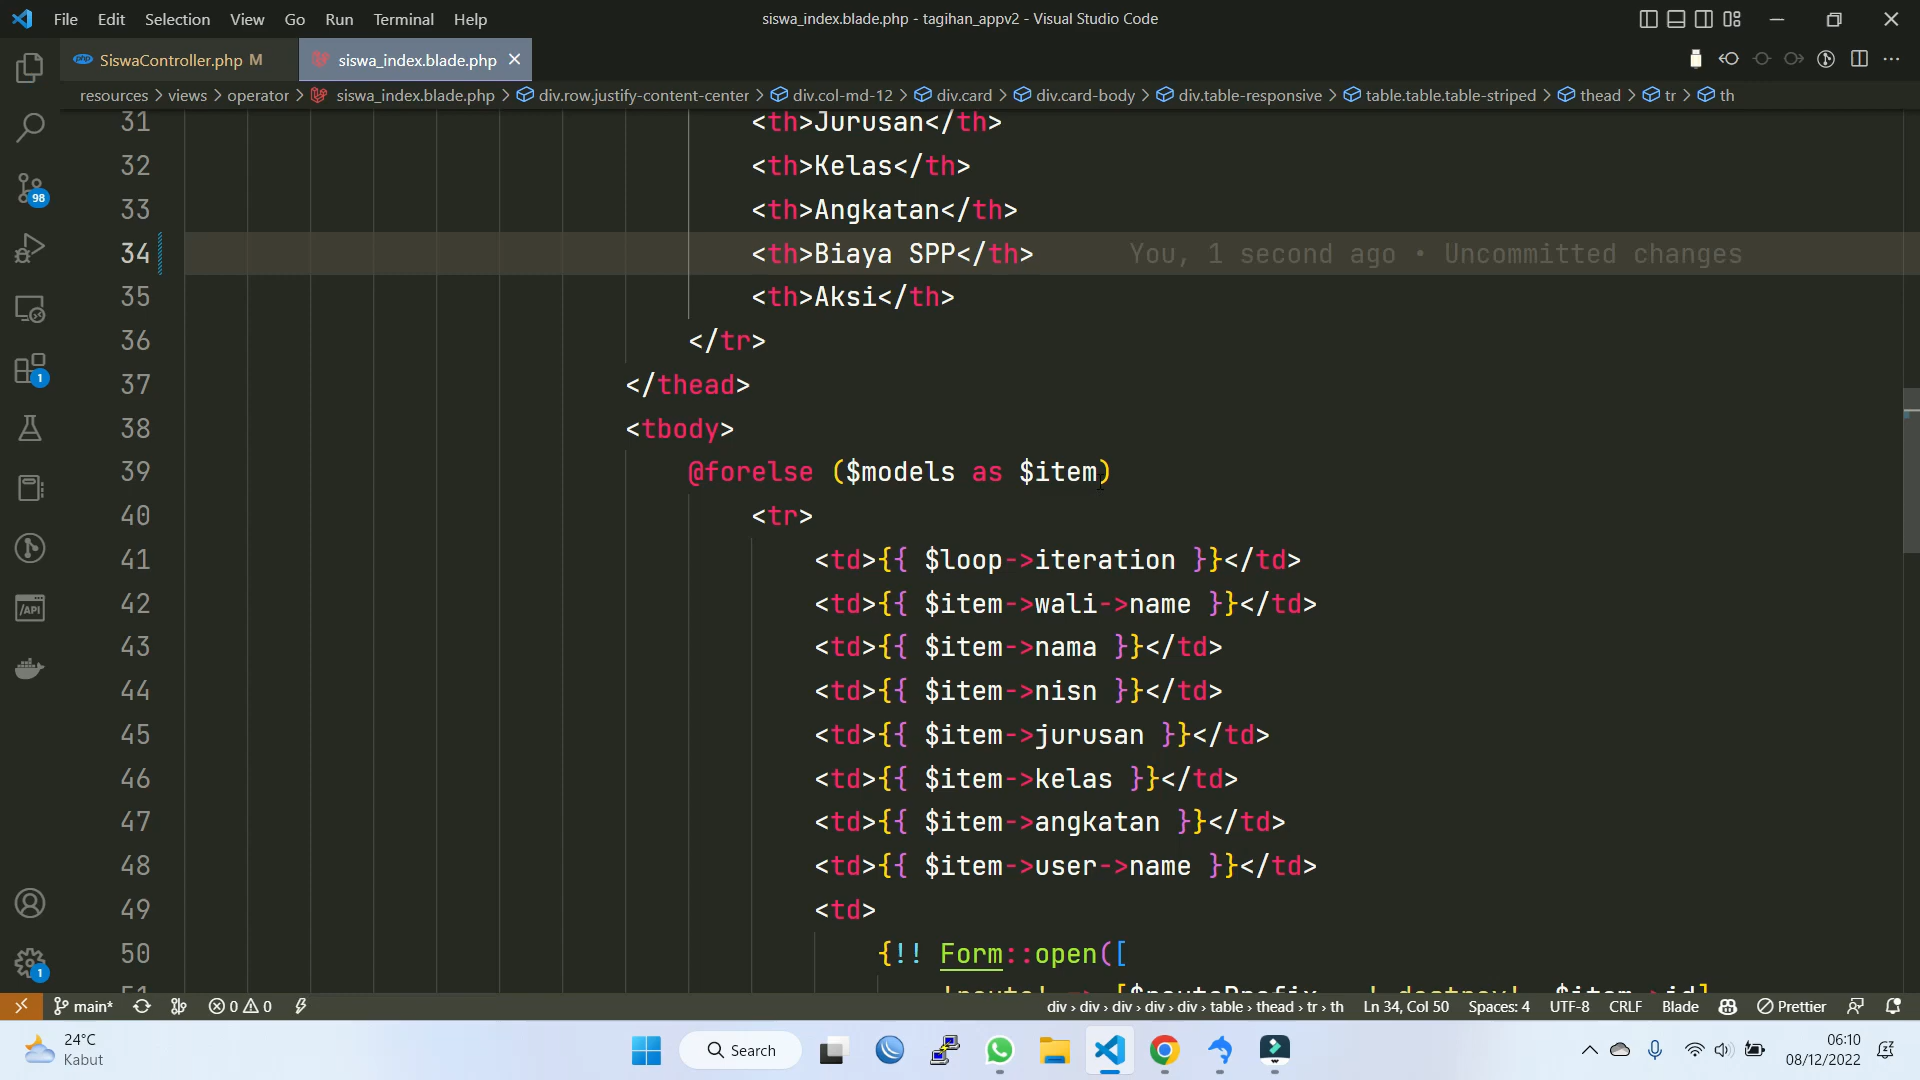 File Edit Selection View Go Run Terminal Help
siswa_index.blade.php - tagihan_appv2 - Visual Studio Code
SiswaController.php M
siswa_index.blade.php
resources > views > operator > siswa_index.blade.php > div.row.justify-content-center > div.col-md-12 > div.card > div.card-body > div.table-responsive > table.table.table-striped > thead > tr > th
31 <th>Jurusan</th>
32 <th>Kelas</th>
33 <th>Angkatan</th>
34 <th>Biaya SPP</th> You, 1 second ago • Uncommitted changes
35 <th>Aksi</th>
36 </tr>
37 </thead>
38 <tbody>
39 @forelse ($models as $item)
40 <tr>
41 <td>{{ $loop->iteration }}</td>
42 <td>{{ $item->wali->name }}</td>
43 <td>{{ $item->nama }}</td>
44 <td>{{ $item->nisn }}</td>
45 <td>{{ $item->jurusan }}</td>
46 <td>{{ $item->kelas }}</td>
47 <td>{{ $item->angkatan }}</td>
48 <td>{{ $item->user->name }}</td>
49 <td>
50 {!! Form::open([
98
1
/API
1
main* 0 0
div > div > div > div > div > table > thead > tr > th Ln 34, Col 50 Spaces: 4 UTF-8 CRLF Blade Prettier
24°C
Kabut
Search
06:10
08/12/2022